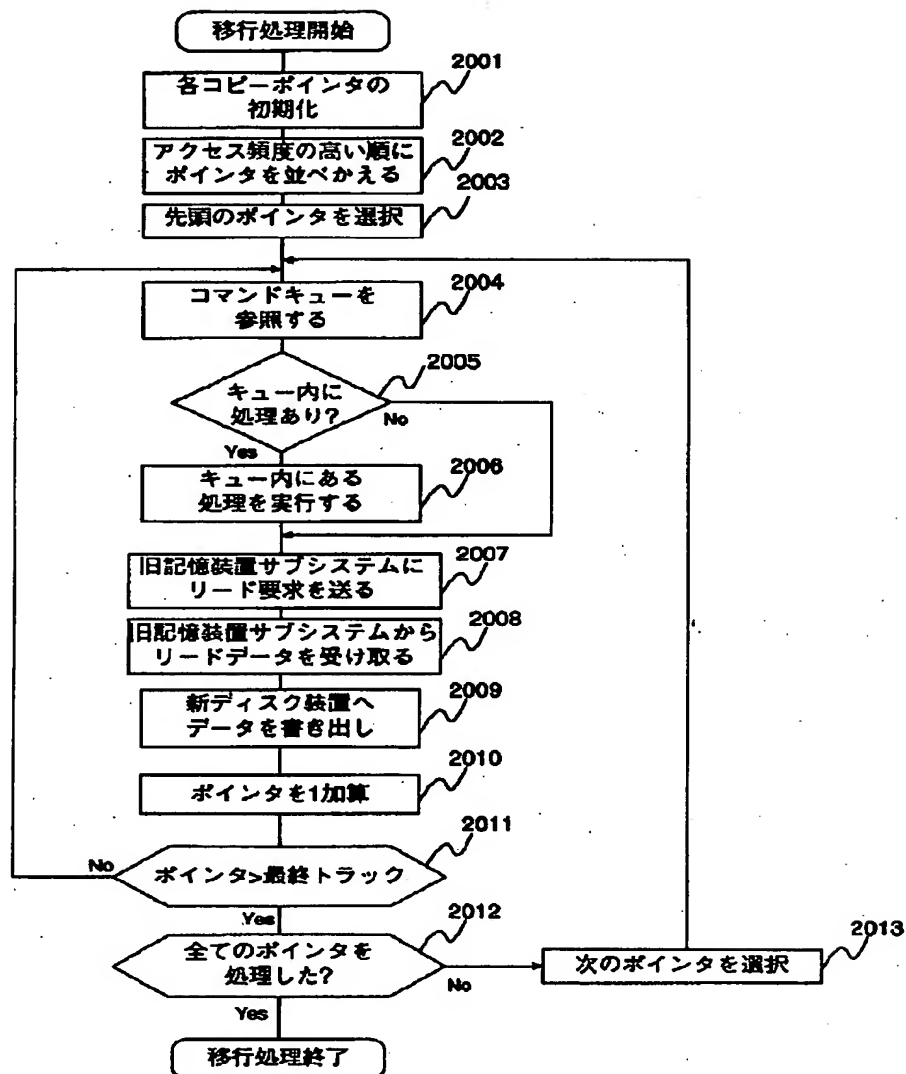 移行処理開始
2001
各コピーポインタの
初期化
2002
アクセス頻度の高い順に
ポインタを並べかえる
2003
先頭のポインタを選択
2004
コマンドキューを
参照する
2005
キュー内に
処理あり?
No
Yes
2006
キュー内にある
処理を実行する
2007
旧記憶装置サブシステムに
リード要求を送る
2008
旧記憶装置サブシステムから
リードデータを受け取る
2009
新ディスク装置へ
データを書き出し
2010
ポインタを1加算
2011
No
ポインタ>最終トラック
Yes
2012
全てのポインタを
処理した?
No
2013
次のポインタを選択
Yes
移行処理終了